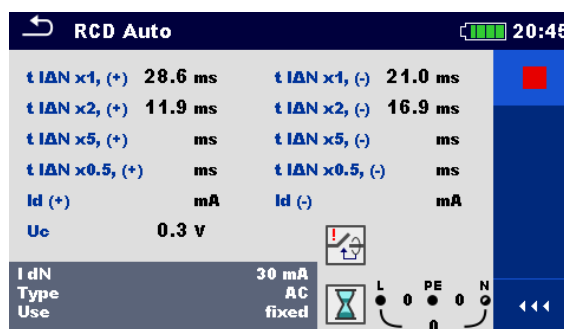 RCD Auto 20:45
t IΔN x1, (+) 28.6 ms t IΔN x1, (-) 21.0 ms
t IΔN x2, (+) 11.9 ms t IΔN x2, (-) 16.9 ms
t IΔN x5, (+) ms t IΔN x5, (-) ms
t IΔN x0.5, (+) ms t IΔN x0.5, (-) ms
Id (+) mA Id (-) mA
Uc 0.3 V
I dN 30 mA
Type AC
Use fixed
L PE N
0 0
0